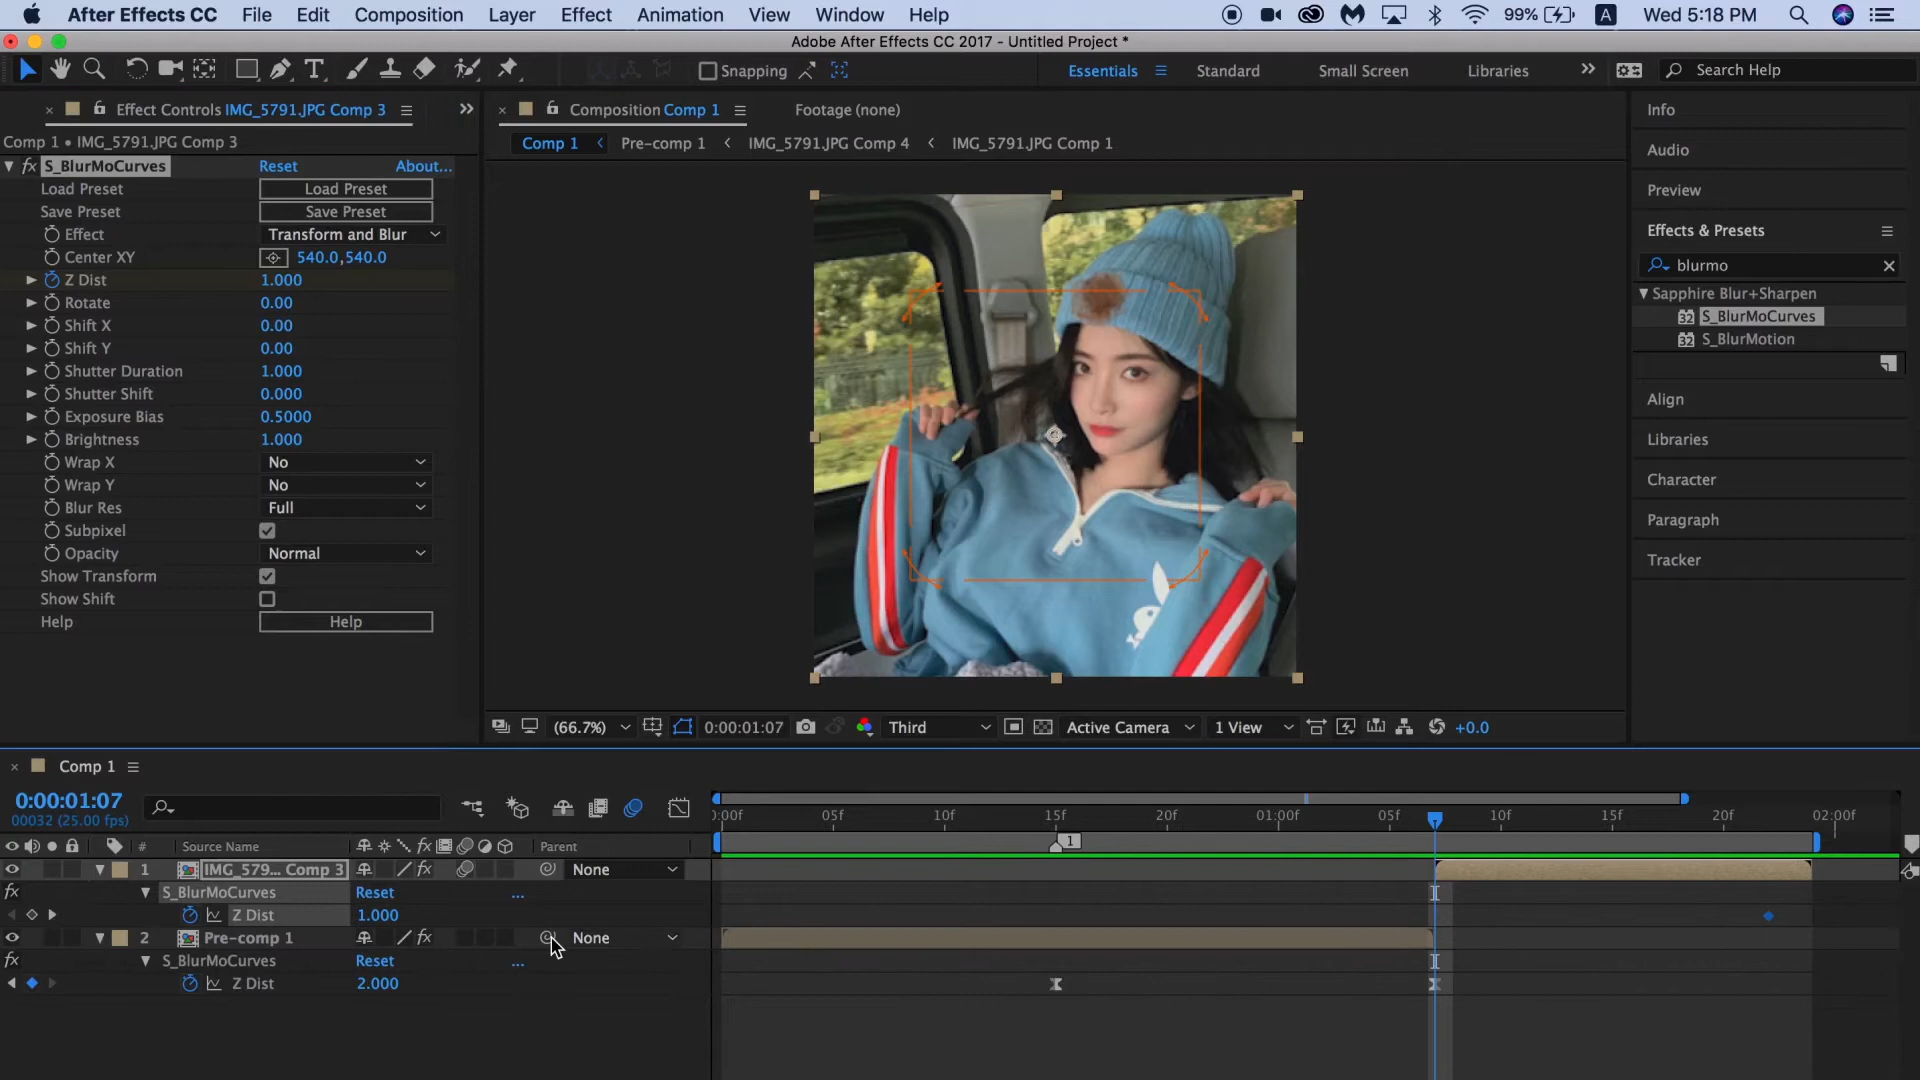 After Effects CC File Edit Composition Layer Effect Animation View Window Help 99% A Wed 5:18 PM
Adobe After Effects CC 2017 - Untitled Project *
T Snapping Essentials Standard Small Screen Libraries Search Help
Effect Controls IMG_5791.JPG Comp 3
Comp 1 • IMG_5791.JPG Comp 3
fx S_BlurMoCurves Reset About...
Load Preset Load Preset
Save Preset Save Preset
Effect Transform and Blur
Center XY 540.0,540.0
Z Dist 1.000
Rotate 0.00
Shift X 0.00
Shift Y 0.00
Shutter Duration 1.000
Shutter Shift 0.000
Exposure Bias 0.5000
Brightness 1.000
Wrap X No
Wrap Y No
Blur Res Full
Subpixel
Opacity Normal
Show Transform
Show Shift
Help Help
Composition Comp 1 Footage (none)
Comp 1 Pre-comp 1 IMG_5791.JPG Comp 4 IMG_5791.JPG Comp 1
(66.7%) 0:00:01:07 Third Active Camera 1 View +0.0
Info
Audio
Preview
Effects & Presets
blurmo
Sapphire Blur+Sharpen
32 S_BlurMoCurves
32 S_BlurMotion
Align
Libraries
Character
Paragraph
Tracker
Comp 1
0:00:01:07
00032 (25.00 fps)
:00f 05f 10f 15f 20f 01:00f 05f 10f 15f 20f 02:00f
1
# Source Name fx Parent
1 IMG_579... Comp 3 fx None
fx S_BlurMoCurves Reset ...
Z Dist 1.000
2 Pre-comp 1 fx None
fx S_BlurMoCurves Reset ...
Z Dist 2.000